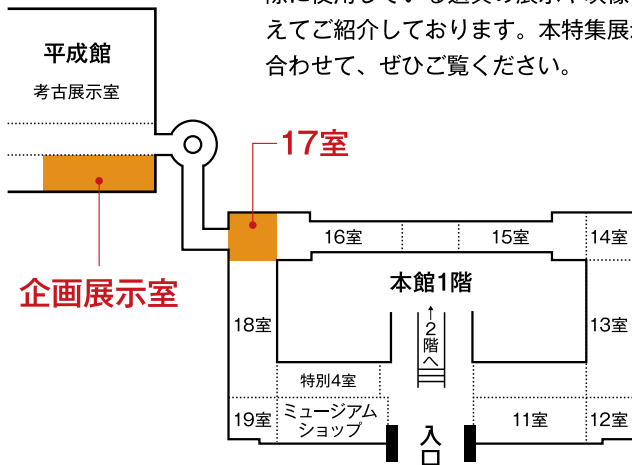 えてご紹介しております。本特集展
合わせて、ぜひご覧ください。
平成館
考古展示室
17室
企画展示室
16室
15室
14室
本館1階
18室
2階へ
13室
特別4室
19室
ミュージアム
ショップ
11室
12室
入口